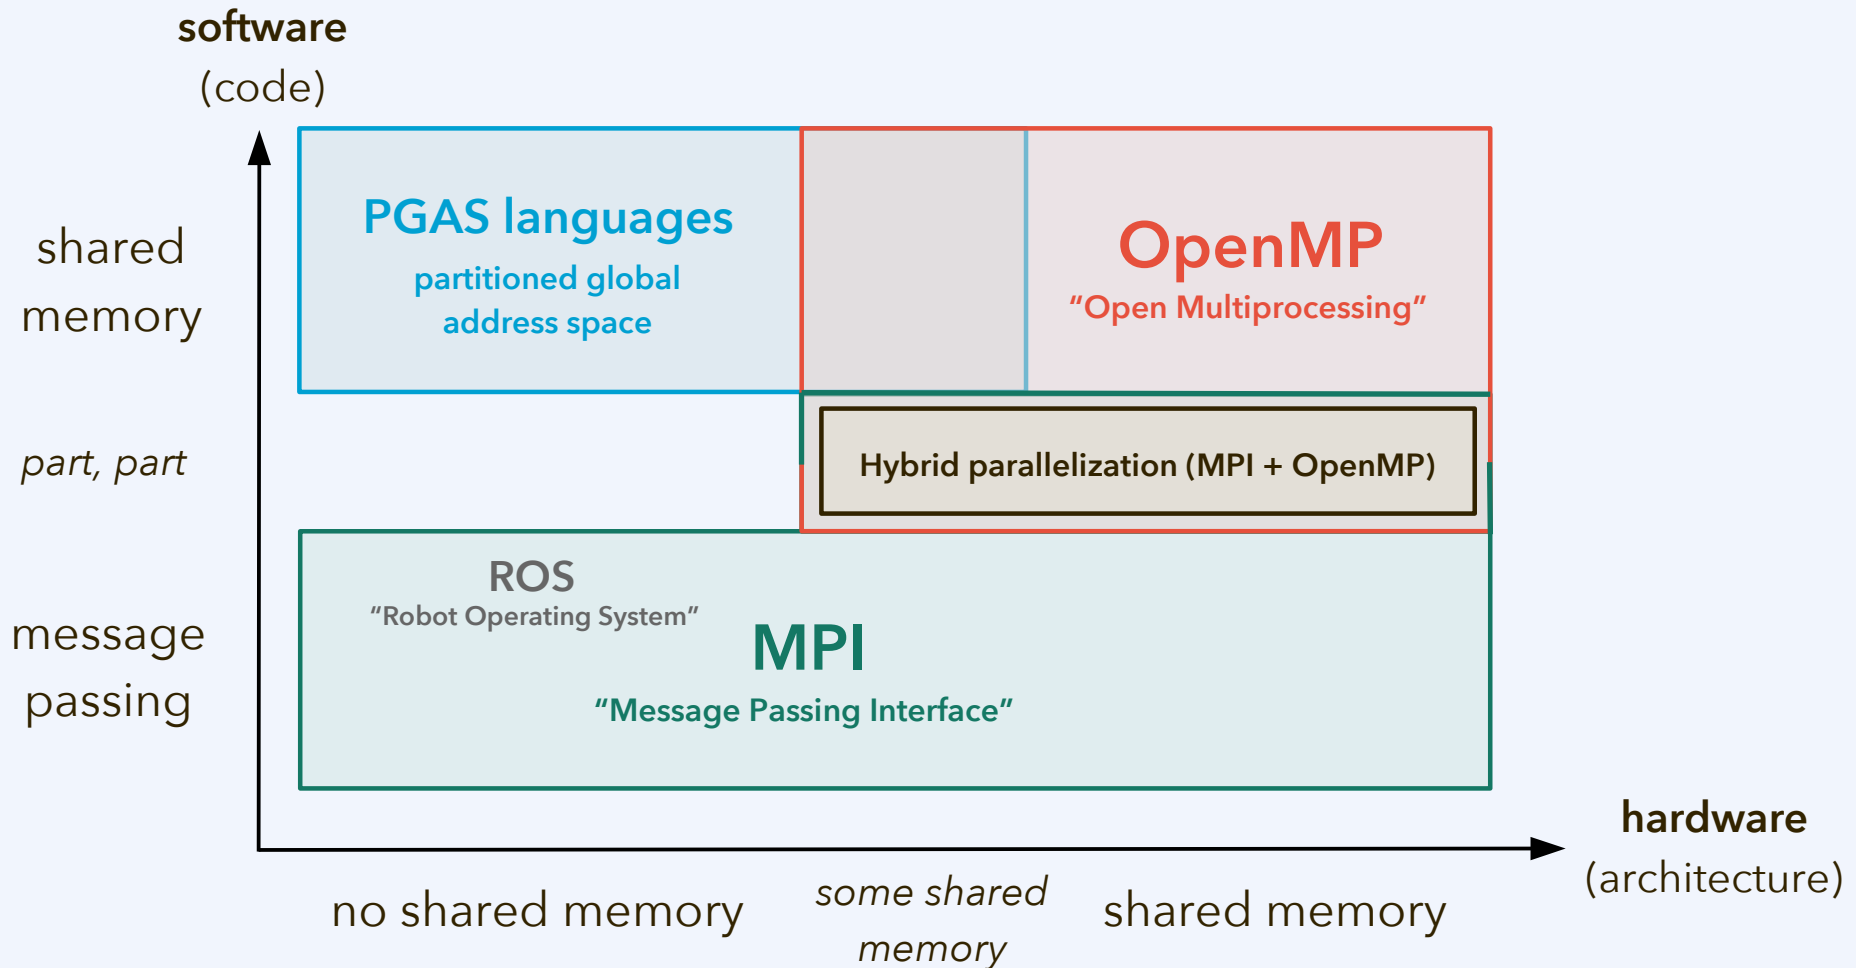 software
(code)
shared
memory
PGAS languages
partitioned global
address space
OpenMP
“Open Multiprocessing”
part, part
Hybrid parallelization (MPI + OpenMP)
message
passing
ROS
“Robot Operating System”
MPI
“Message Passing Interface”
hardware
(architecture)
no shared memory
some shared
memory
shared memory